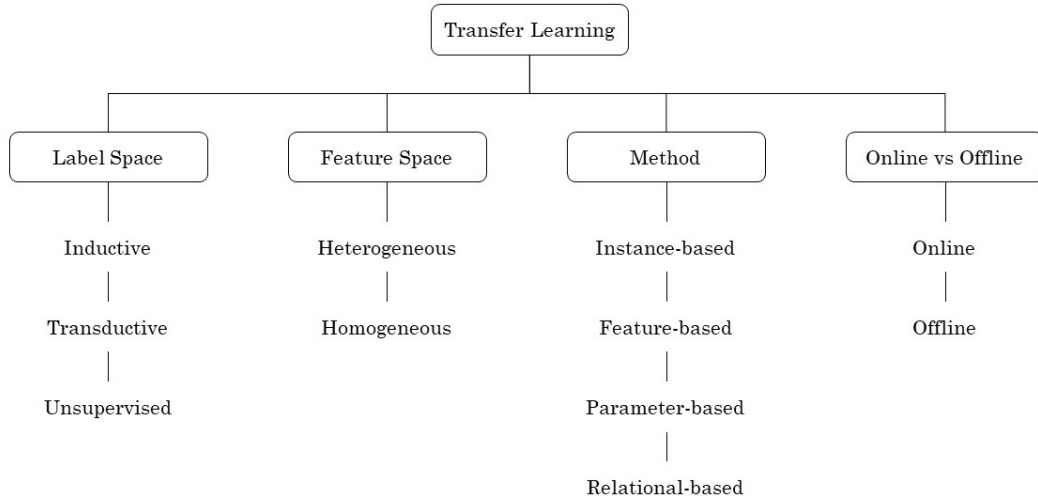 Transfer Learning
Label Space
Feature Space
Method
Online vs Offline
Inductive
Heterogeneous
Instance-based
Online
Transductive
Homogeneous
Feature-based
Offline
Unsupervised
Parameter-based
Relational-based